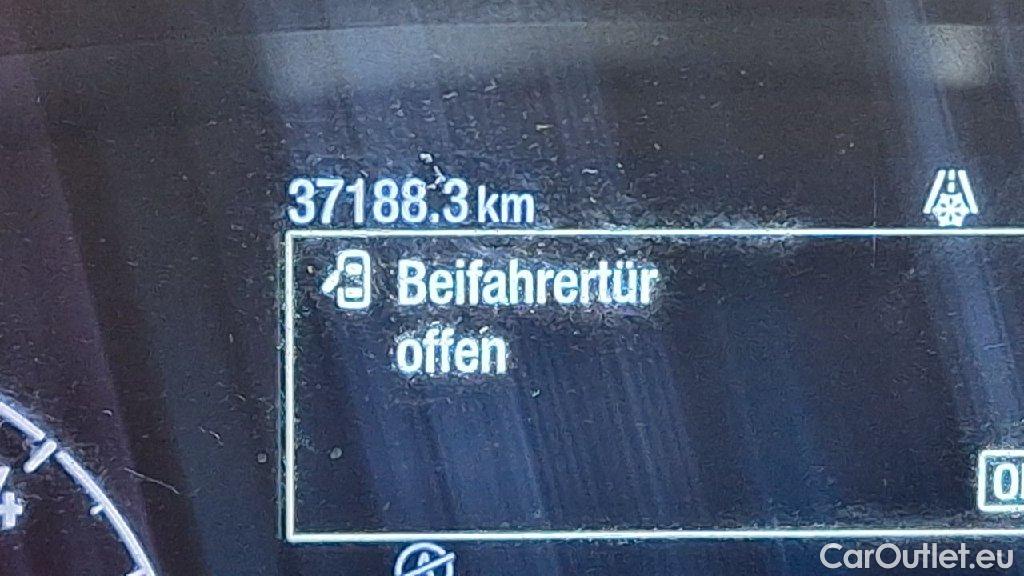 37188.3 km
Beifahrertür
offen
CarOutlet.eu